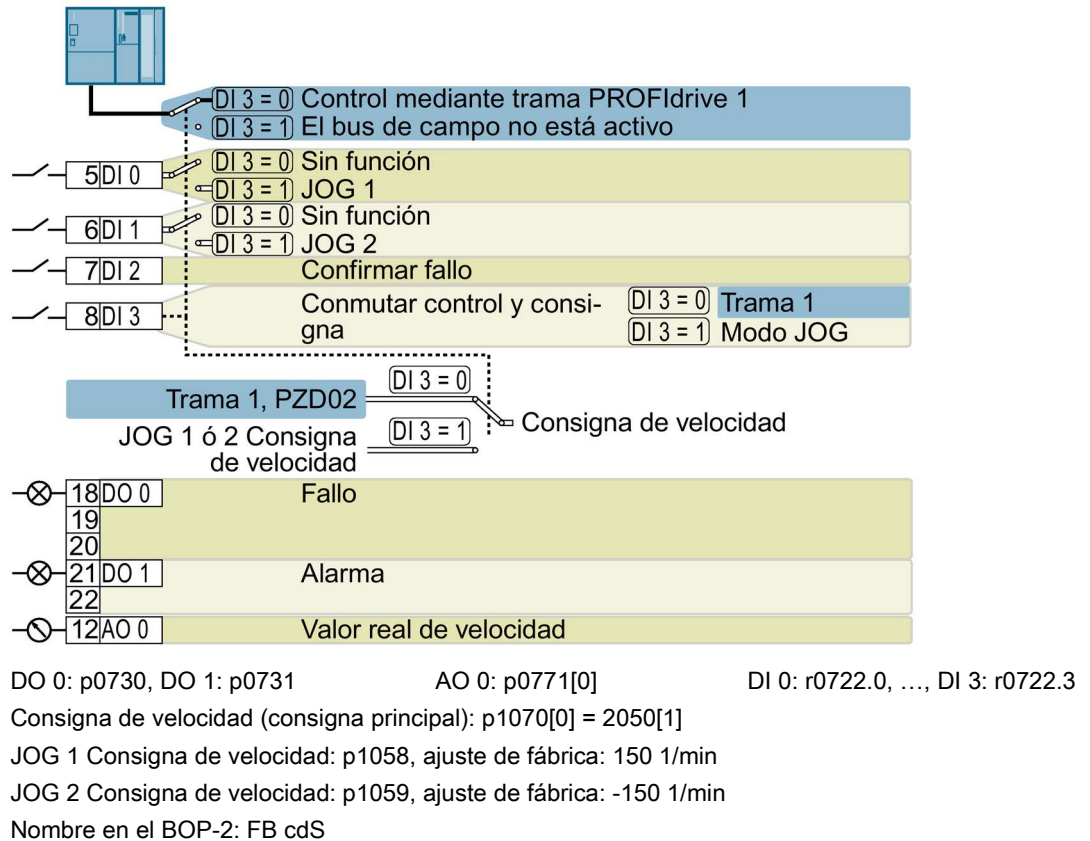 DI 3 = 0 Control mediante trama PROFIdrive 1
DI 3 = 1 El bus de campo no está activo
5 DI 0 DI 3 = 0 Sin función
DI 3 = 1 JOG 1
6 DI 1 DI 3 = 0 Sin función
DI 3 = 1 JOG 2
7 DI 2 Confirmar fallo
8 DI 3 Conmutar control y consi- DI 3 = 0 Trama 1
gna DI 3 = 1 Modo JOG
Trama 1, PZD02 DI 3 = 0
Consigna de velocidad
JOG 1 ó 2 Consigna DI 3 = 1
de velocidad
18 DO 0 Fallo
19
20
21 DO 1 Alarma
22
12 AO 0 Valor real de velocidad
DO 0: p0730, DO 1: p0731 AO 0: p0771[0] DI 0: r0722.0, …, DI 3: r0722.3
Consigna de velocidad (consigna principal): p1070[0] = 2050[1]
JOG 1 Consigna de velocidad: p1058, ajuste de fábrica: 150 1/min
JOG 2 Consigna de velocidad: p1059, ajuste de fábrica: -150 1/min
Nombre en el BOP-2: FB cdS